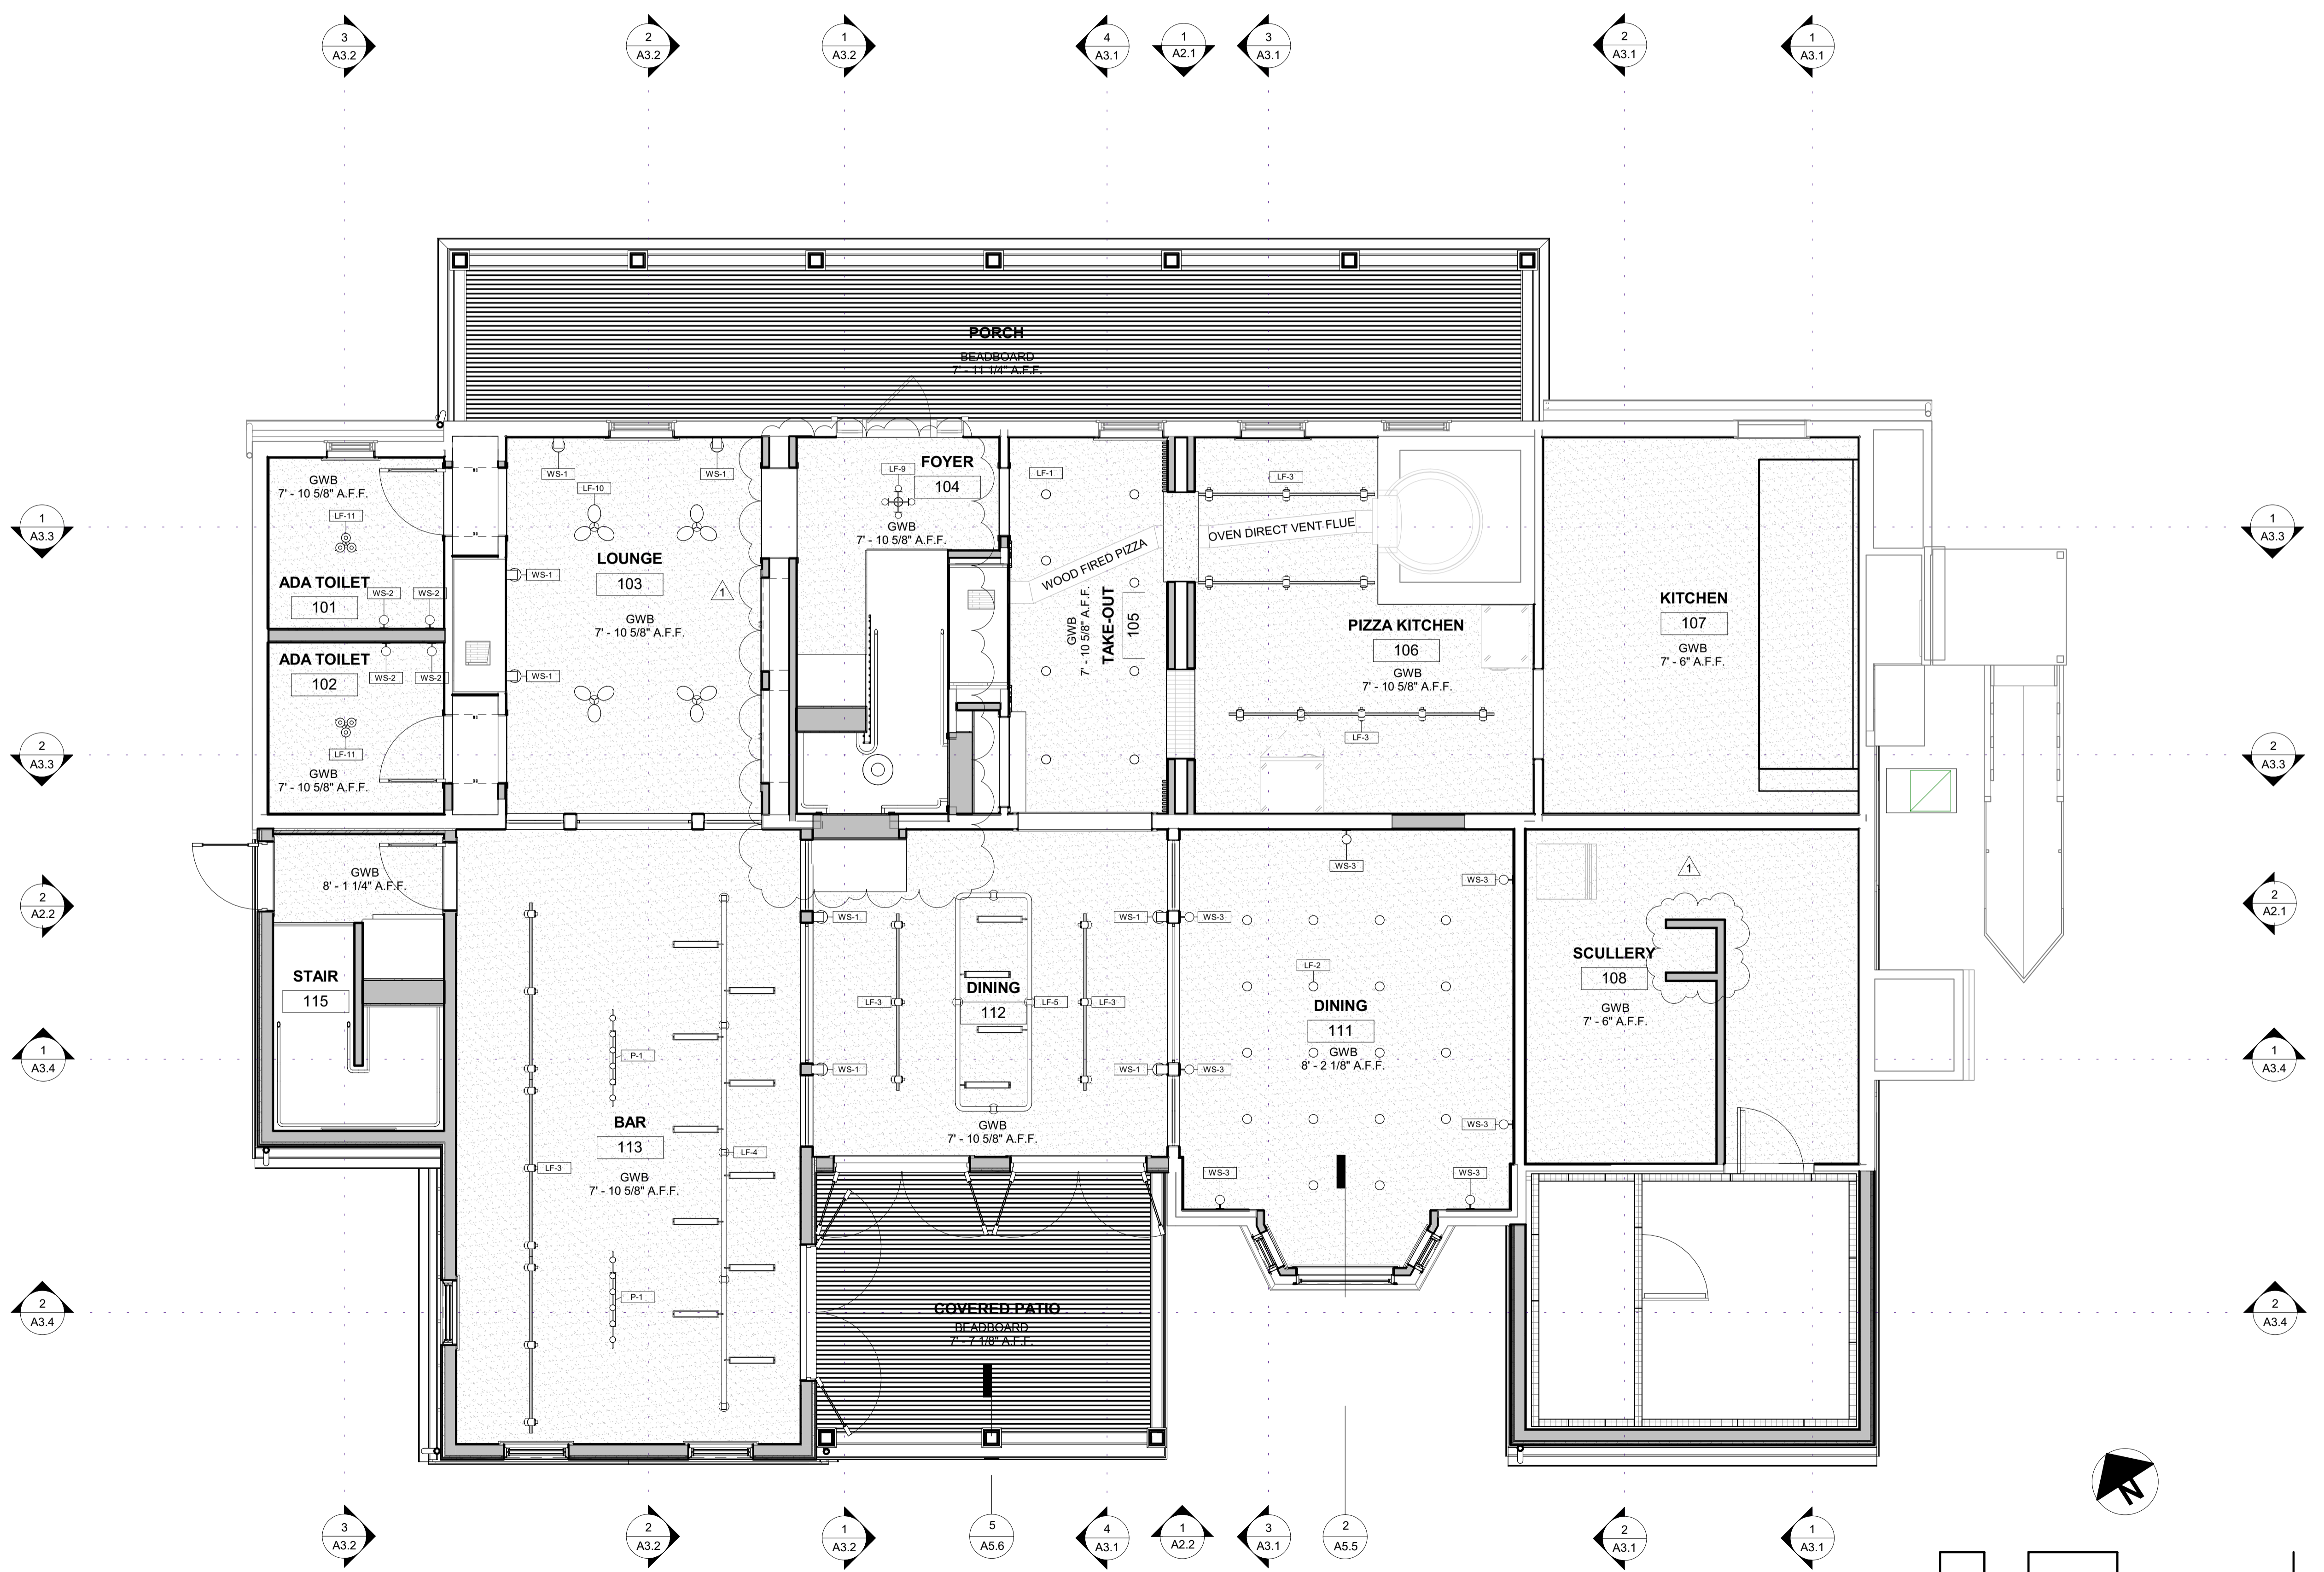 3
A3.2
2
A3.2
1
A3.2
4
A3.1
1
A2.1
3
A3.1
2
A3.1
1
A3.1
PORCH
BEADBOARD
7' - 11 1/4" A.F.F.
GWB
7' - 10 5/8" A.F.F.
LF-11
ADA TOILET
101
WS-2
WS-2
ADA TOILET
102
WS-2
WS-2
LF-11
GWB
7' - 10 5/8" A.F.F.
WS-1
WS-1
LF-10
LOUNGE
103
WS-1
1
GWB
7' - 10 5/8" A.F.F.
WS-1
FOYER
104
LF-9
GWB
7' - 10 5/8" A.F.F.
LF-1
WOOD FIRED PIZZA
OVEN DIRECT VENT FLUE
TAKE-OUT
105
GWB
7' - 10 5/8" A.F.F.
LF-3
PIZZA KITCHEN
106
GWB
7' - 10 5/8" A.F.F.
LF-3
KITCHEN
107
GWB
7' - 6" A.F.F.
1
A3.3
1
A3.3
2
A3.3
2
A3.3
2
A2.2
2
A2.1
1
A3.4
1
A3.4
2
A3.4
2
A3.4
GWB
8' - 1 1/4" A.F.F.
STAIR
115
P-1
BAR
113
LF-3
LF-4
GWB
7' - 10 5/8" A.F.F.
P-1
WS-1
WS-1
WS-3
LF-3
DINING
112
LF-5
LF-3
WS-1
WS-1
WS-3
GWB
7' - 10 5/8" A.F.F.
WS-3
WS-3
LF-2
DINING
111
GWB
8' - 2 1/8" A.F.F.
WS-3
WS-3
WS-3
1
SCULLERY
108
GWB
7' - 6" A.F.F.
COVERED PATIO
BEADBOARD
7' - 7 1/8" A.F.F.
N
3
A3.2
2
A3.2
1
A3.2
5
A5.6
4
A3.1
1
A2.2
3
A3.1
2
A5.5
2
A3.1
1
A3.1